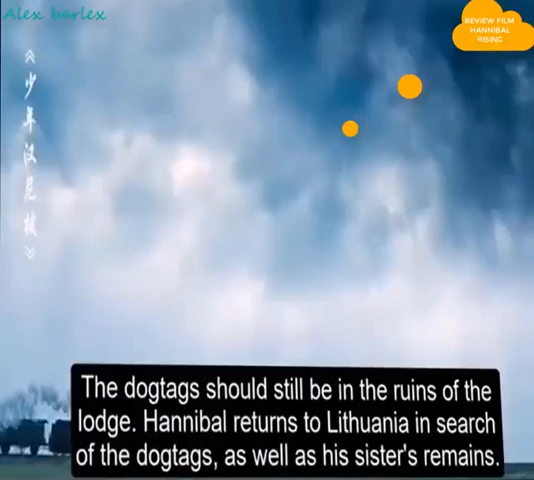 Alex barlex
REVIEW FILM
HANNIBAL
RISING
《少年汉尼拔》
The dogtags should still be in the ruins of the
lodge. Hannibal returns to Lithuania in search
of the dogtags, as well as his sister's remains.